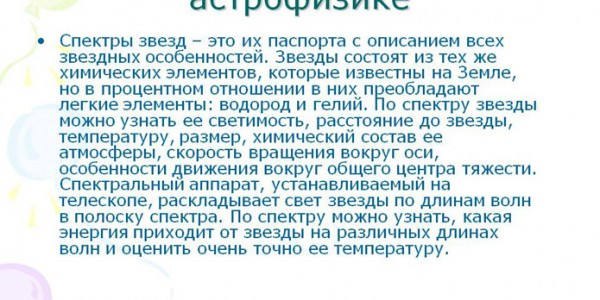 астрофизике
• Спектры звезд – это их паспорта с описанием всех
звездных особенностей. Звезды состоят из тех же
химических элементов, которые известны на Земле,
но в процентном отношении в них преобладают
легкие элементы: водород и гелий. По спектру звезды
можно узнать ее светимость, расстояние до звезды,
температуру, размер, химический состав ее
атмосферы, скорость вращения вокруг оси,
особенности движения вокруг общего центра тяжести.
Спектральный аппарат, устанавливаемый на
телескопе, раскладывает свет звезды по длинам волн
в полоску спектра. По спектру можно узнать, какая
энергия приходит от звезды на различных длинах
волн и оценить очень точно ее температуру.